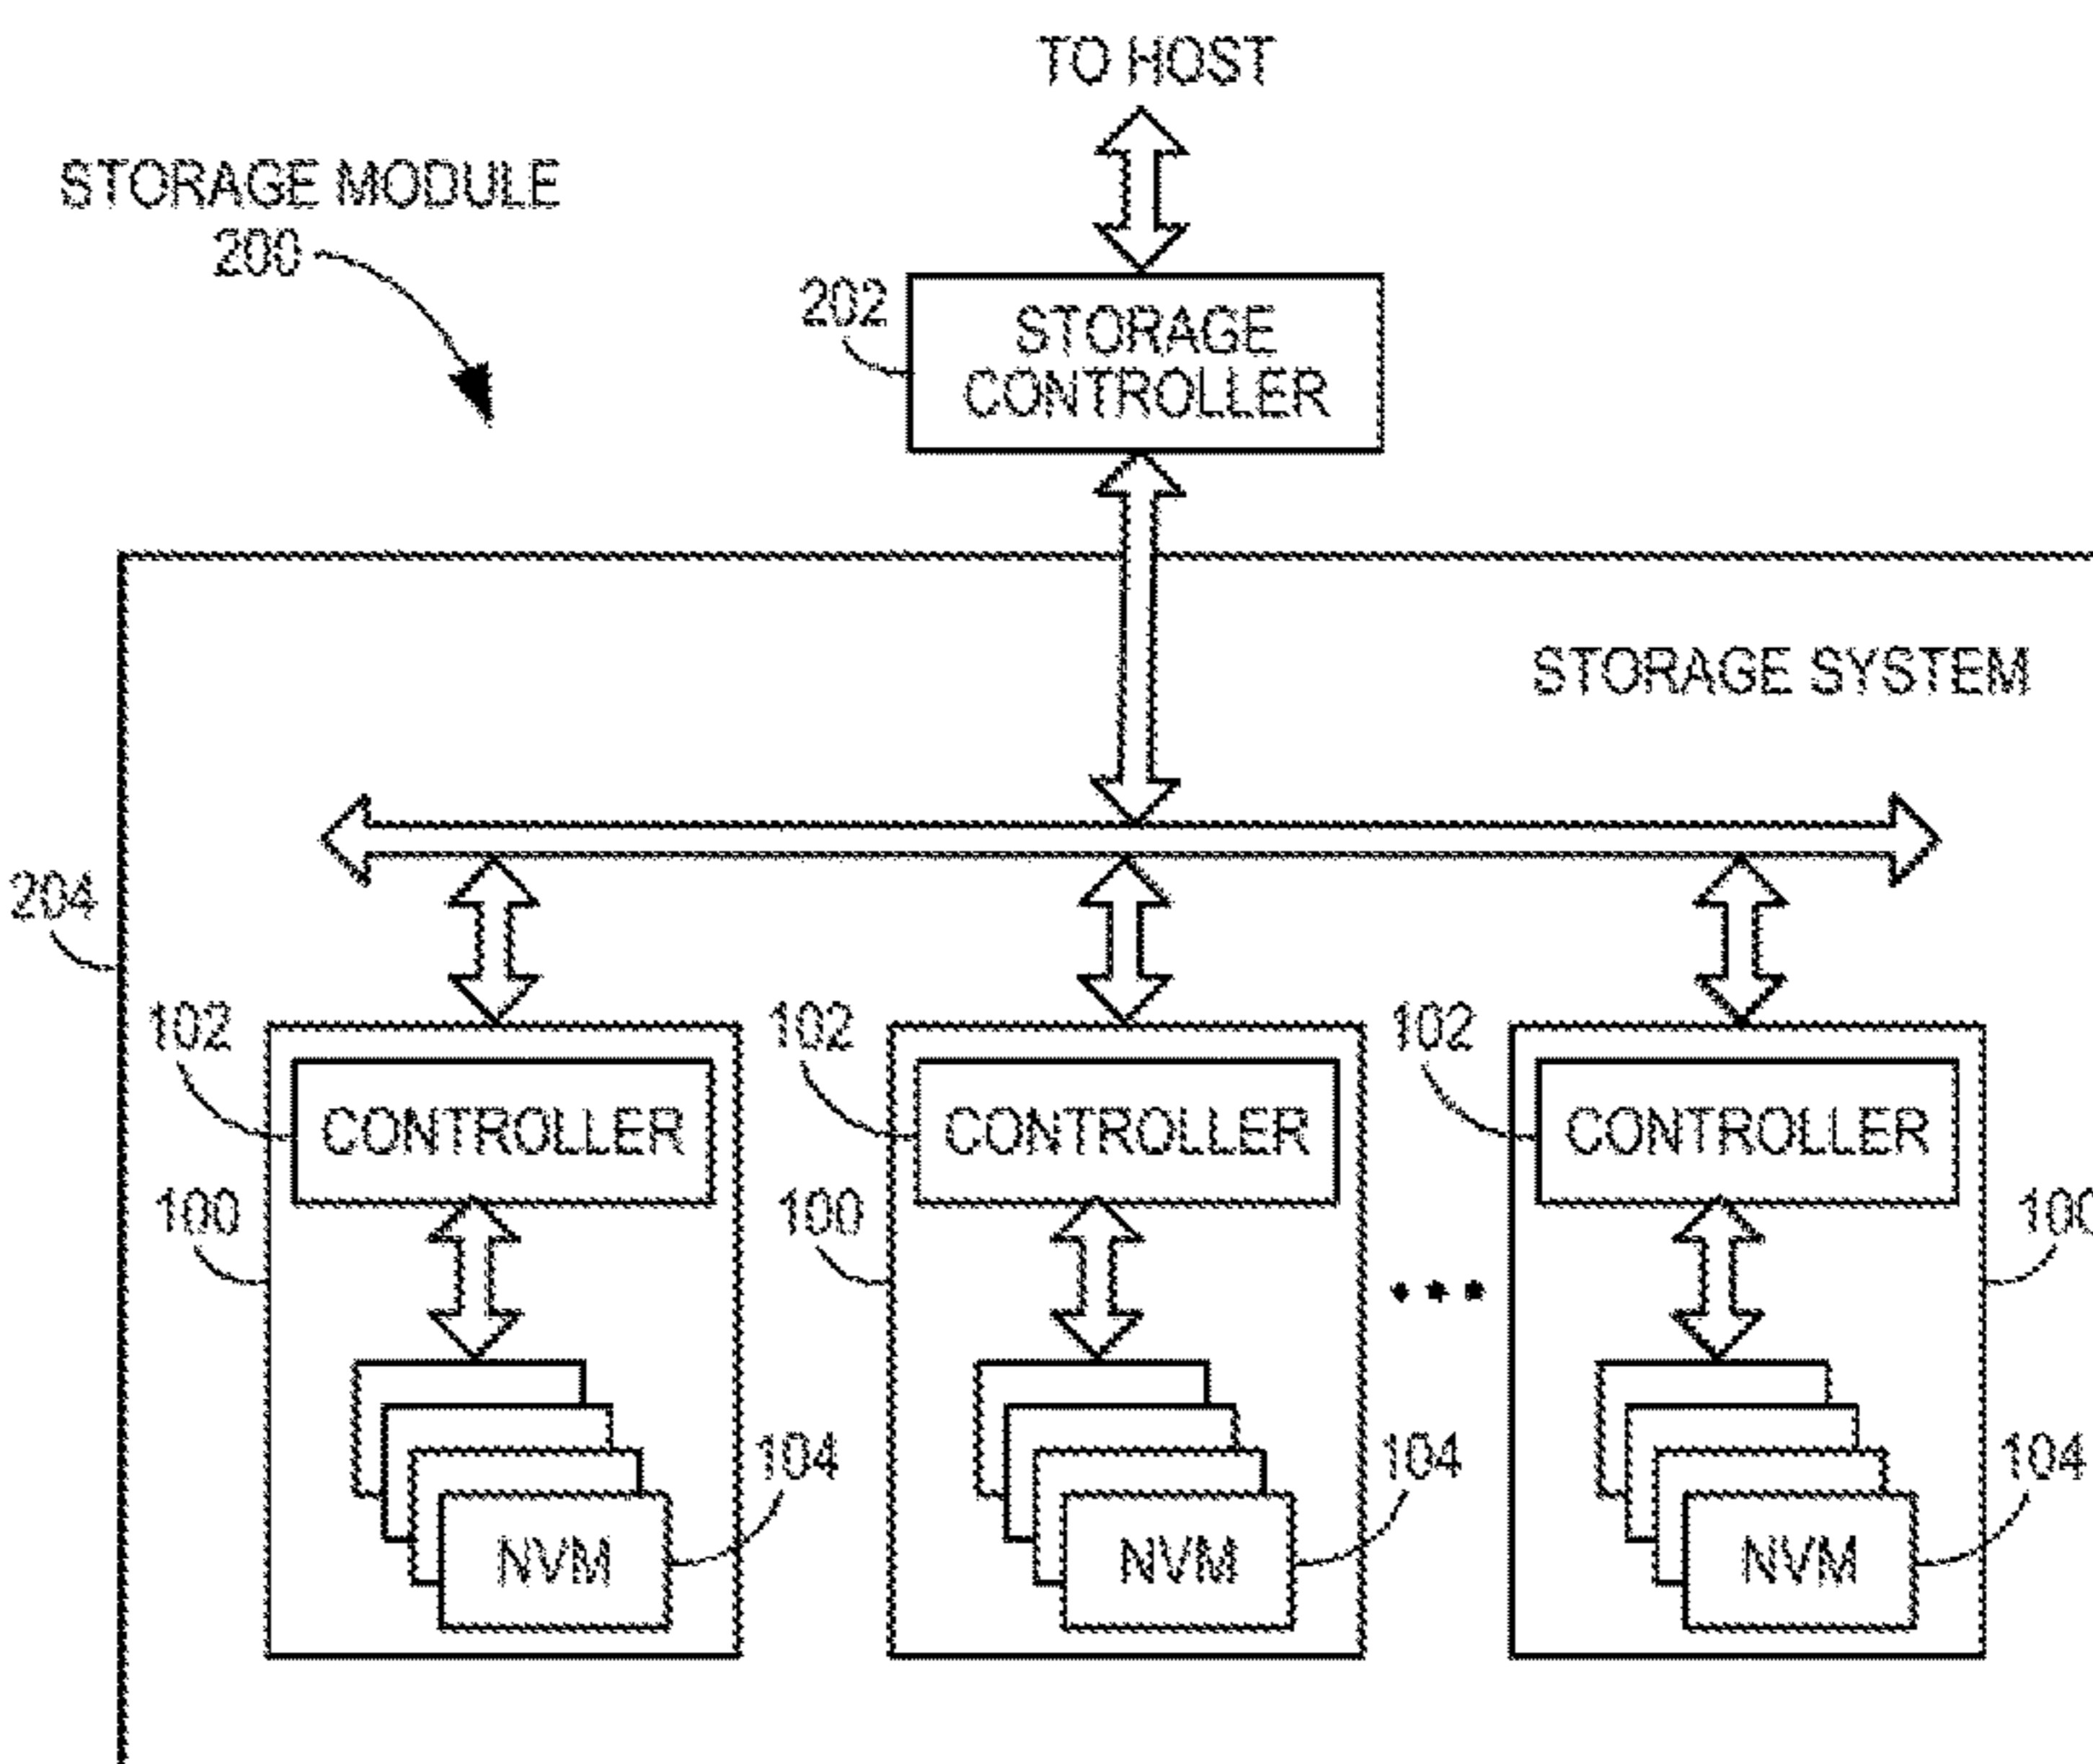 TO HOST
STORAGE MODULE
200
202
STORAGE
CONTROLLER
STORAGE SYSTEM
204
102
102
102
CONTROLLER
CONTROLLER
CONTROLLER
100
100
100
104
104
104
NVM
NVM
NVM